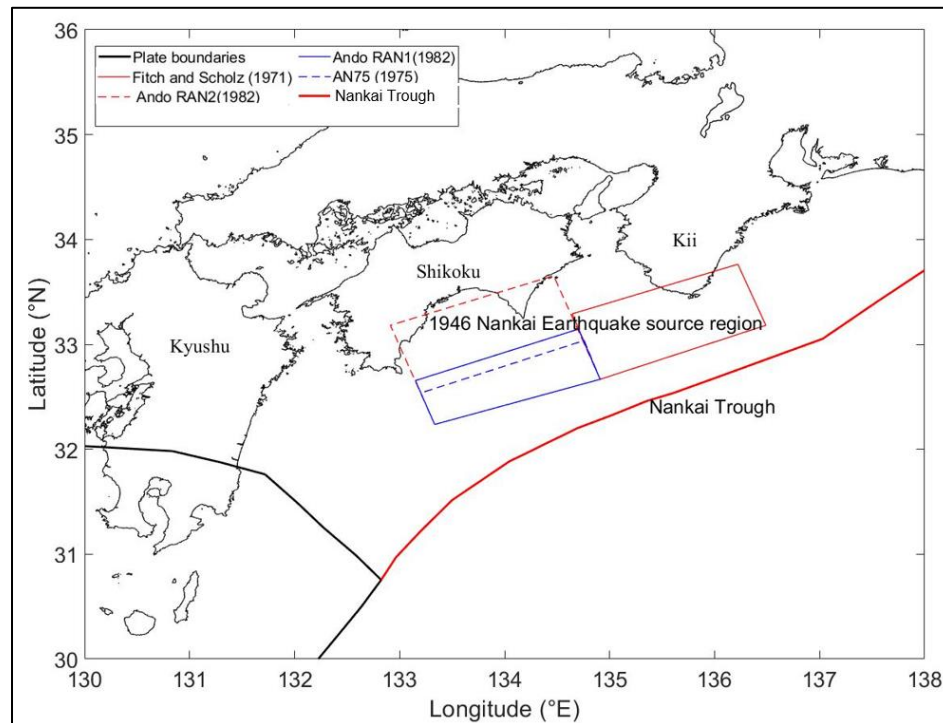 Plate boundaries
Fitch and Scholz (1971)
Ando RAN2(1982)
Ando RAN1(1982)
AN75 (1975)
Nankai Trough
Kyushu
Shikoku
Kii
1946 Nankai Earthquake source region
Nankai Trough
Latitude (°N)
36
35
34
33
32
31
30
130
131
132
133
134
135
136
137
138
Longitude (°E)